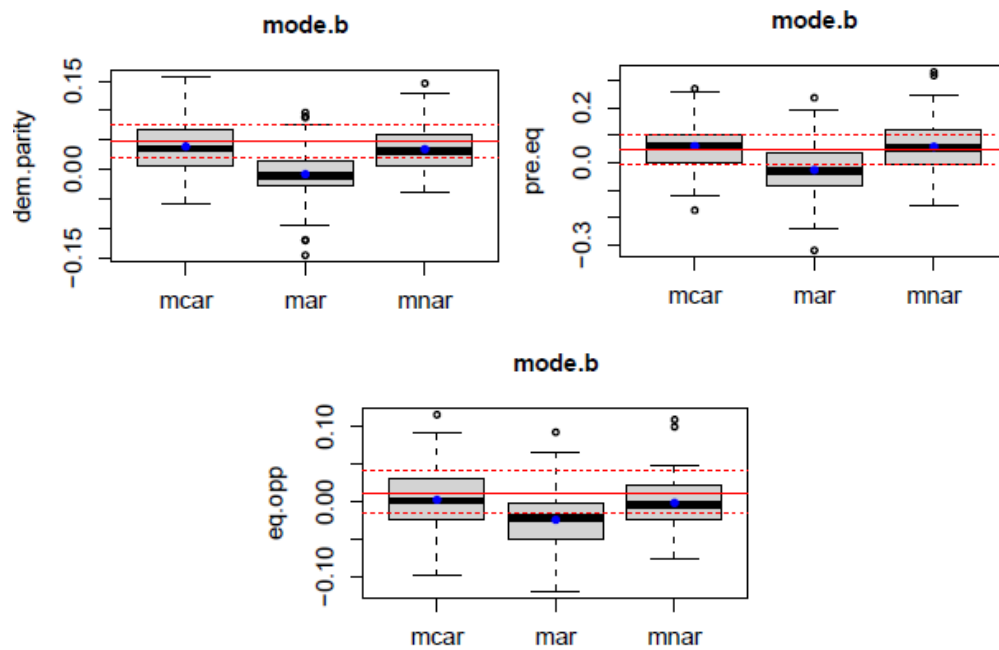 mode.b
dem.parity
0.15
0.00
−0.15
mcar mar mnar
mode.b
pre.eq
0.2
0.0
−0.3
mcar mar mnar
mode.b
eq.opp
0.10
0.00
−0.10
mcar mar mnar